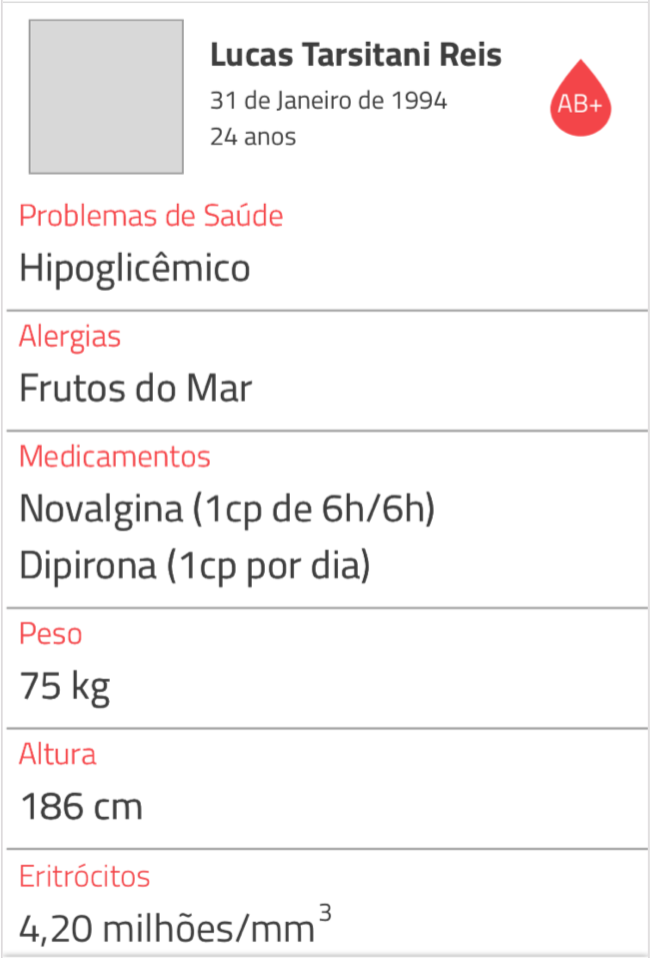 Lucas Tarsitani Reis
31 de Janeiro de 1994
24 anos
AB+
Problemas de Saúde
Hipoglicêmico
Alergias
Frutos do Mar
Medicamentos
Novalgina (1cp de 6h/6h)
Dipirona (1cp por dia)
Peso
75 kg
Altura
186 cm
Eritrócitos
4,20 milhões/mm³